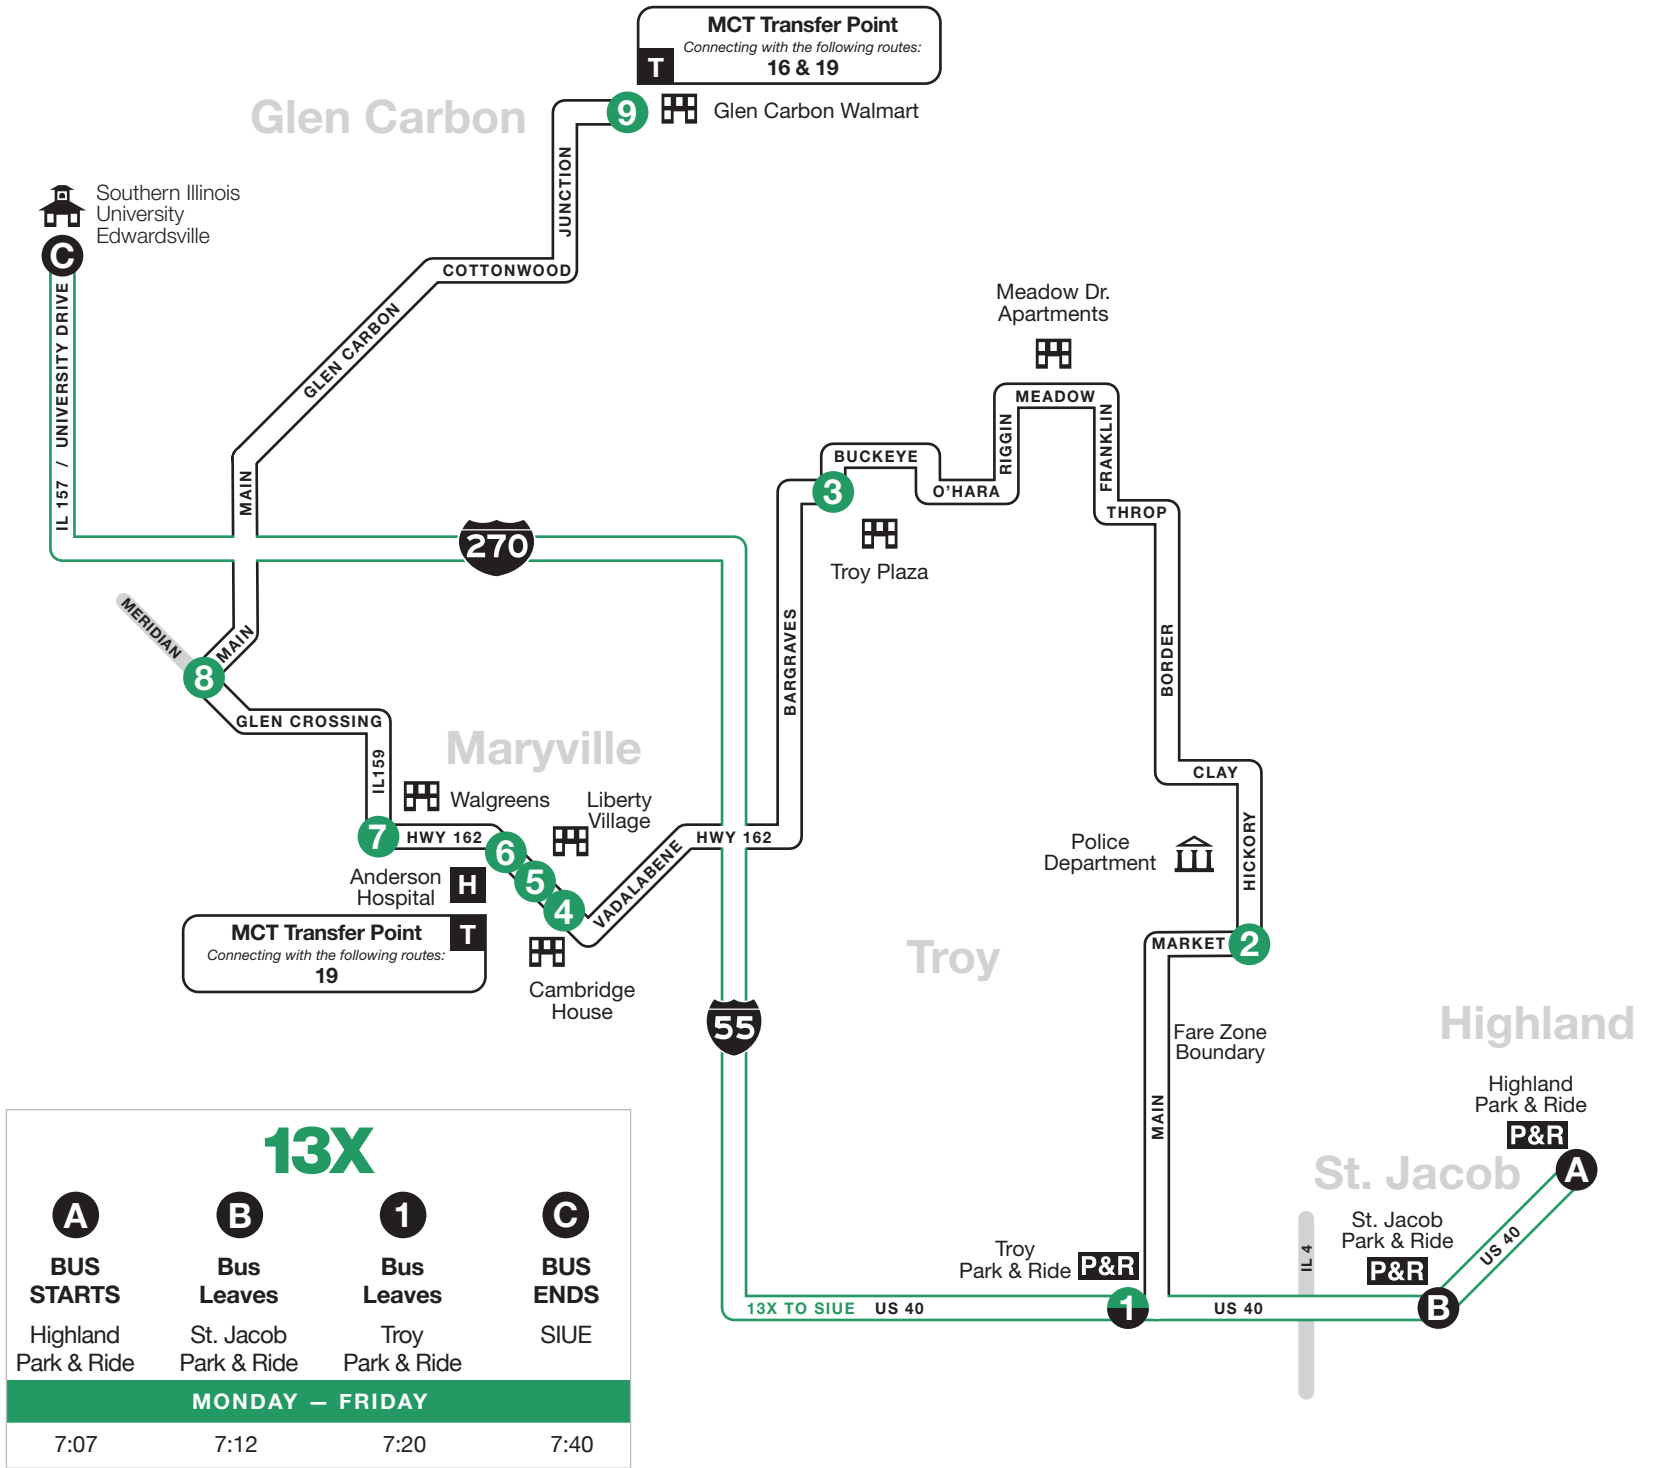 MCT Transfer Point
Connecting with the following routes:
16 & 19
T
Glen Carbon
9
Glen Carbon Walmart
JUNCTION
Southern Illinois
University
Edwardsville
C
COTTONWOOD
IL 157 / UNIVERSITY DRIVE
GLEN CARBON
MAIN
Meadow Dr.
Apartments
MEADOW
RIGGIN
FRANKLIN
BUCKEYE
O'HARA
3
THROP
270
Troy Plaza
MERIDIAN
MAIN
8
BARGRAVES
BORDER
GLEN CROSSING
Maryville
IL159
CLAY
Walgreens
Liberty
Village
7
HWY 162
6
5
4
VADALABENE
HWY 162
Police
Department
HICKORY
Anderson
Hospital
H
MCT Transfer Point
Connecting with the following routes:
19
T
Cambridge
House
Troy
MARKET
2
55
Fare Zone
Boundary
Highland
MAIN
Highland
Park & Ride
P&R
A
St. Jacob
St. Jacob
Park & Ride
P&R
US 40
IL 4
Troy
Park & Ride
P&R
13X TO SIUE US 40
1
US 40
B
13X
A
B
1
C
BUS
STARTS
Bus
Leaves
Bus
Leaves
BUS
ENDS
Highland
Park & Ride
St. Jacob
Park & Ride
Troy
Park & Ride
SIUE
MONDAY — FRIDAY
7:07 7:12 7:20 7:40